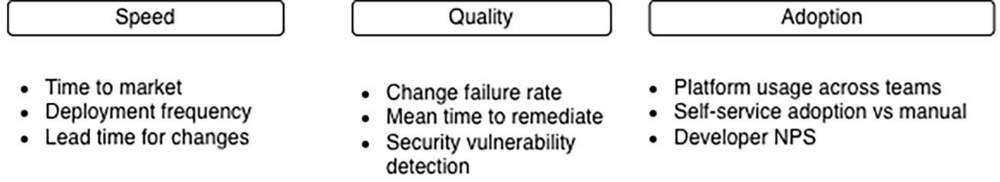 Speed
• Time to market
• Deployment frequency
• Lead time for changes
Quality
• Change failure rate
• Mean time to remediate
• Security vulnerability
detection
Adoption
• Platform usage across teams
• Self-service adoption vs manual
• Developer NPS